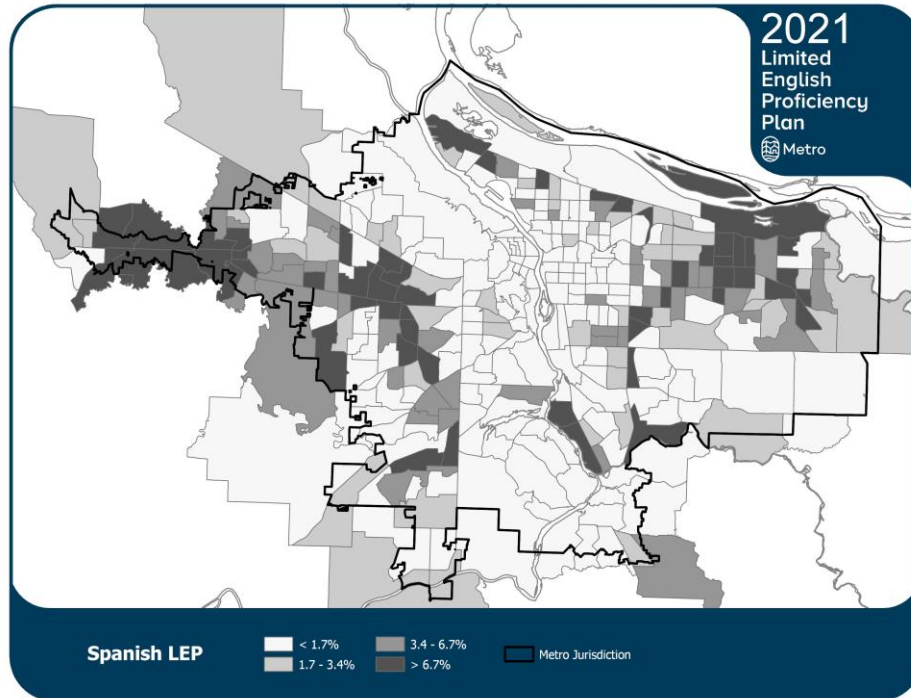 2021
Limited
English
Proficiency
Plan
Metro
Spanish LEP
< 1.7%
1.7 - 3.4%
3.4 - 6.7%
> 6.7%
Metro Jurisdiction